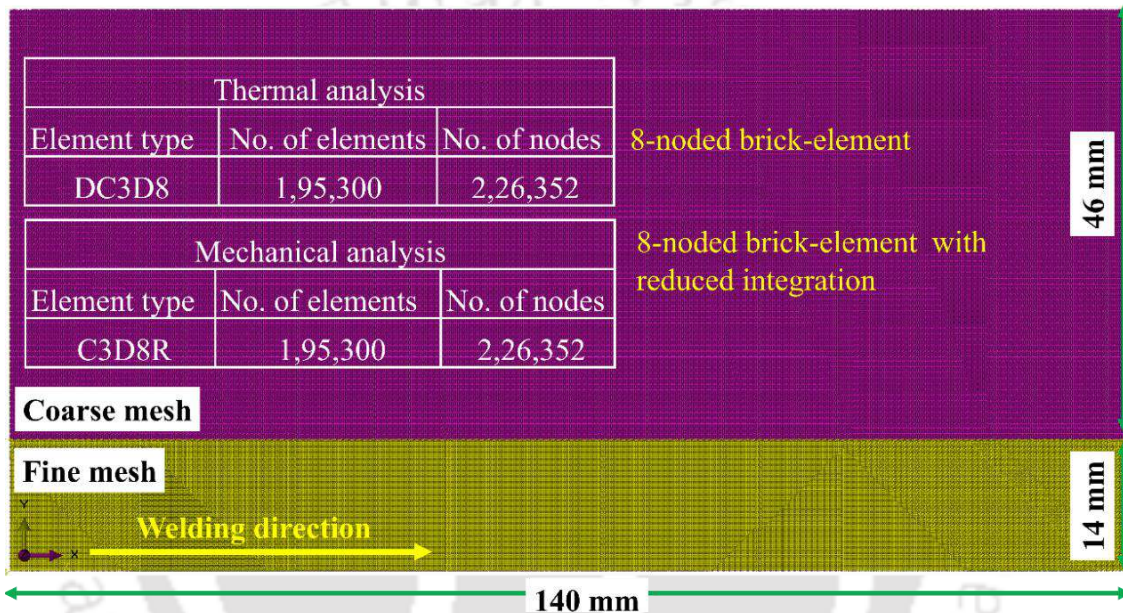 Thermal analysis
Element type No. of elements No. of nodes
DC3D8 1,95,300 2,26,352
8-noded brick-element
Mechanical analysis
Element type No. of elements No. of nodes
C3D8R 1,95,300 2,26,352
8-noded brick-element with
reduced integration
46 mm
Coarse mesh
Fine mesh
Y
X
Welding direction
14 mm
140 mm